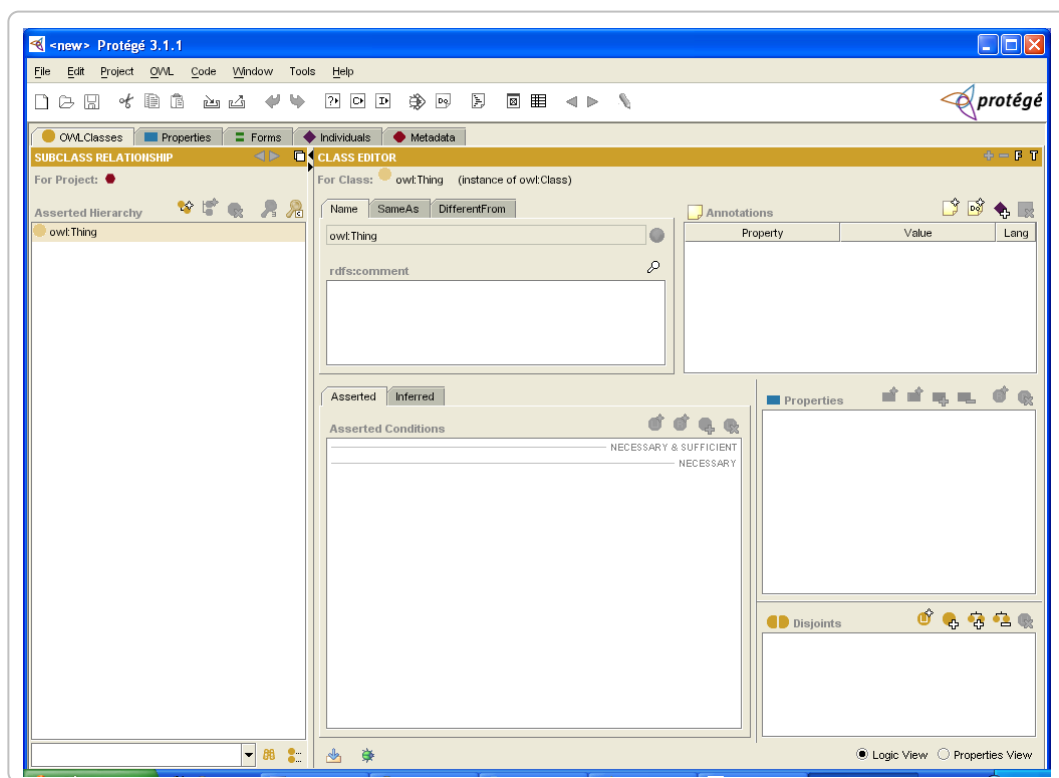 <new> Protégé 3.1.1
File Edit Project OWL Code Window Tools Help
protégé
OWLClasses Properties Forms Individuals Metadata
SUBCLASS RELATIONSHIP
For Project:
Asserted Hierarchy
owl:Thing
CLASS EDITOR
For Class: owl:Thing (instance of owl:Class)
Name SameAs DifferentFrom
owl:Thing
rdfs:comment
Annotations
Property Value Lang
Asserted Inferred
Asserted Conditions
NECESSARY & SUFFICIENT
NECESSARY
Properties
Disjoints
Logic View Properties View